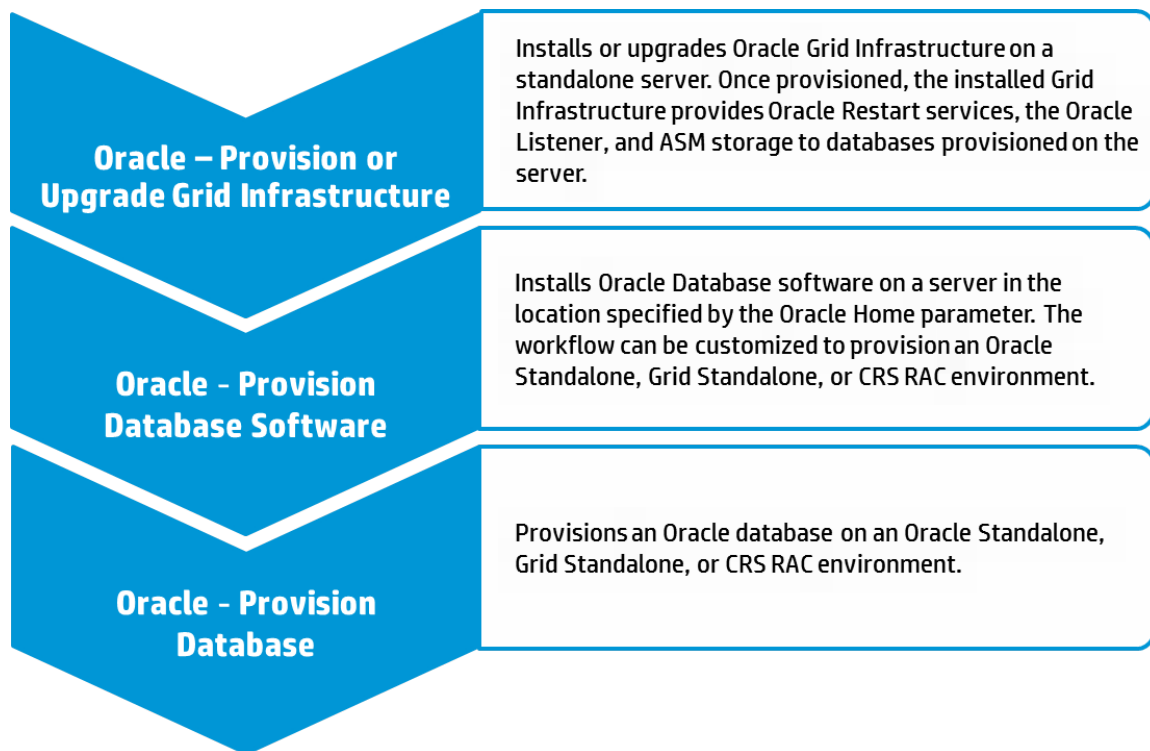 Oracle – Provision or
Upgrade Grid Infrastructure
Installs or upgrades Oracle Grid Infrastructure on a
standalone server. Once provisioned, the installed Grid
Infrastructure provides Oracle Restart services, the Oracle
Listener, and ASM storage to databases provisioned on the
server.
Oracle - Provision
Database Software
Installs Oracle Database software on a server in the
location specified by the Oracle Home parameter. The
workflow can be customized to provision an Oracle
Standalone, Grid Standalone, or CRS RAC environment.
Oracle - Provision
Database
Provisions an Oracle database on an Oracle Standalone,
Grid Standalone, or CRS RAC environment.